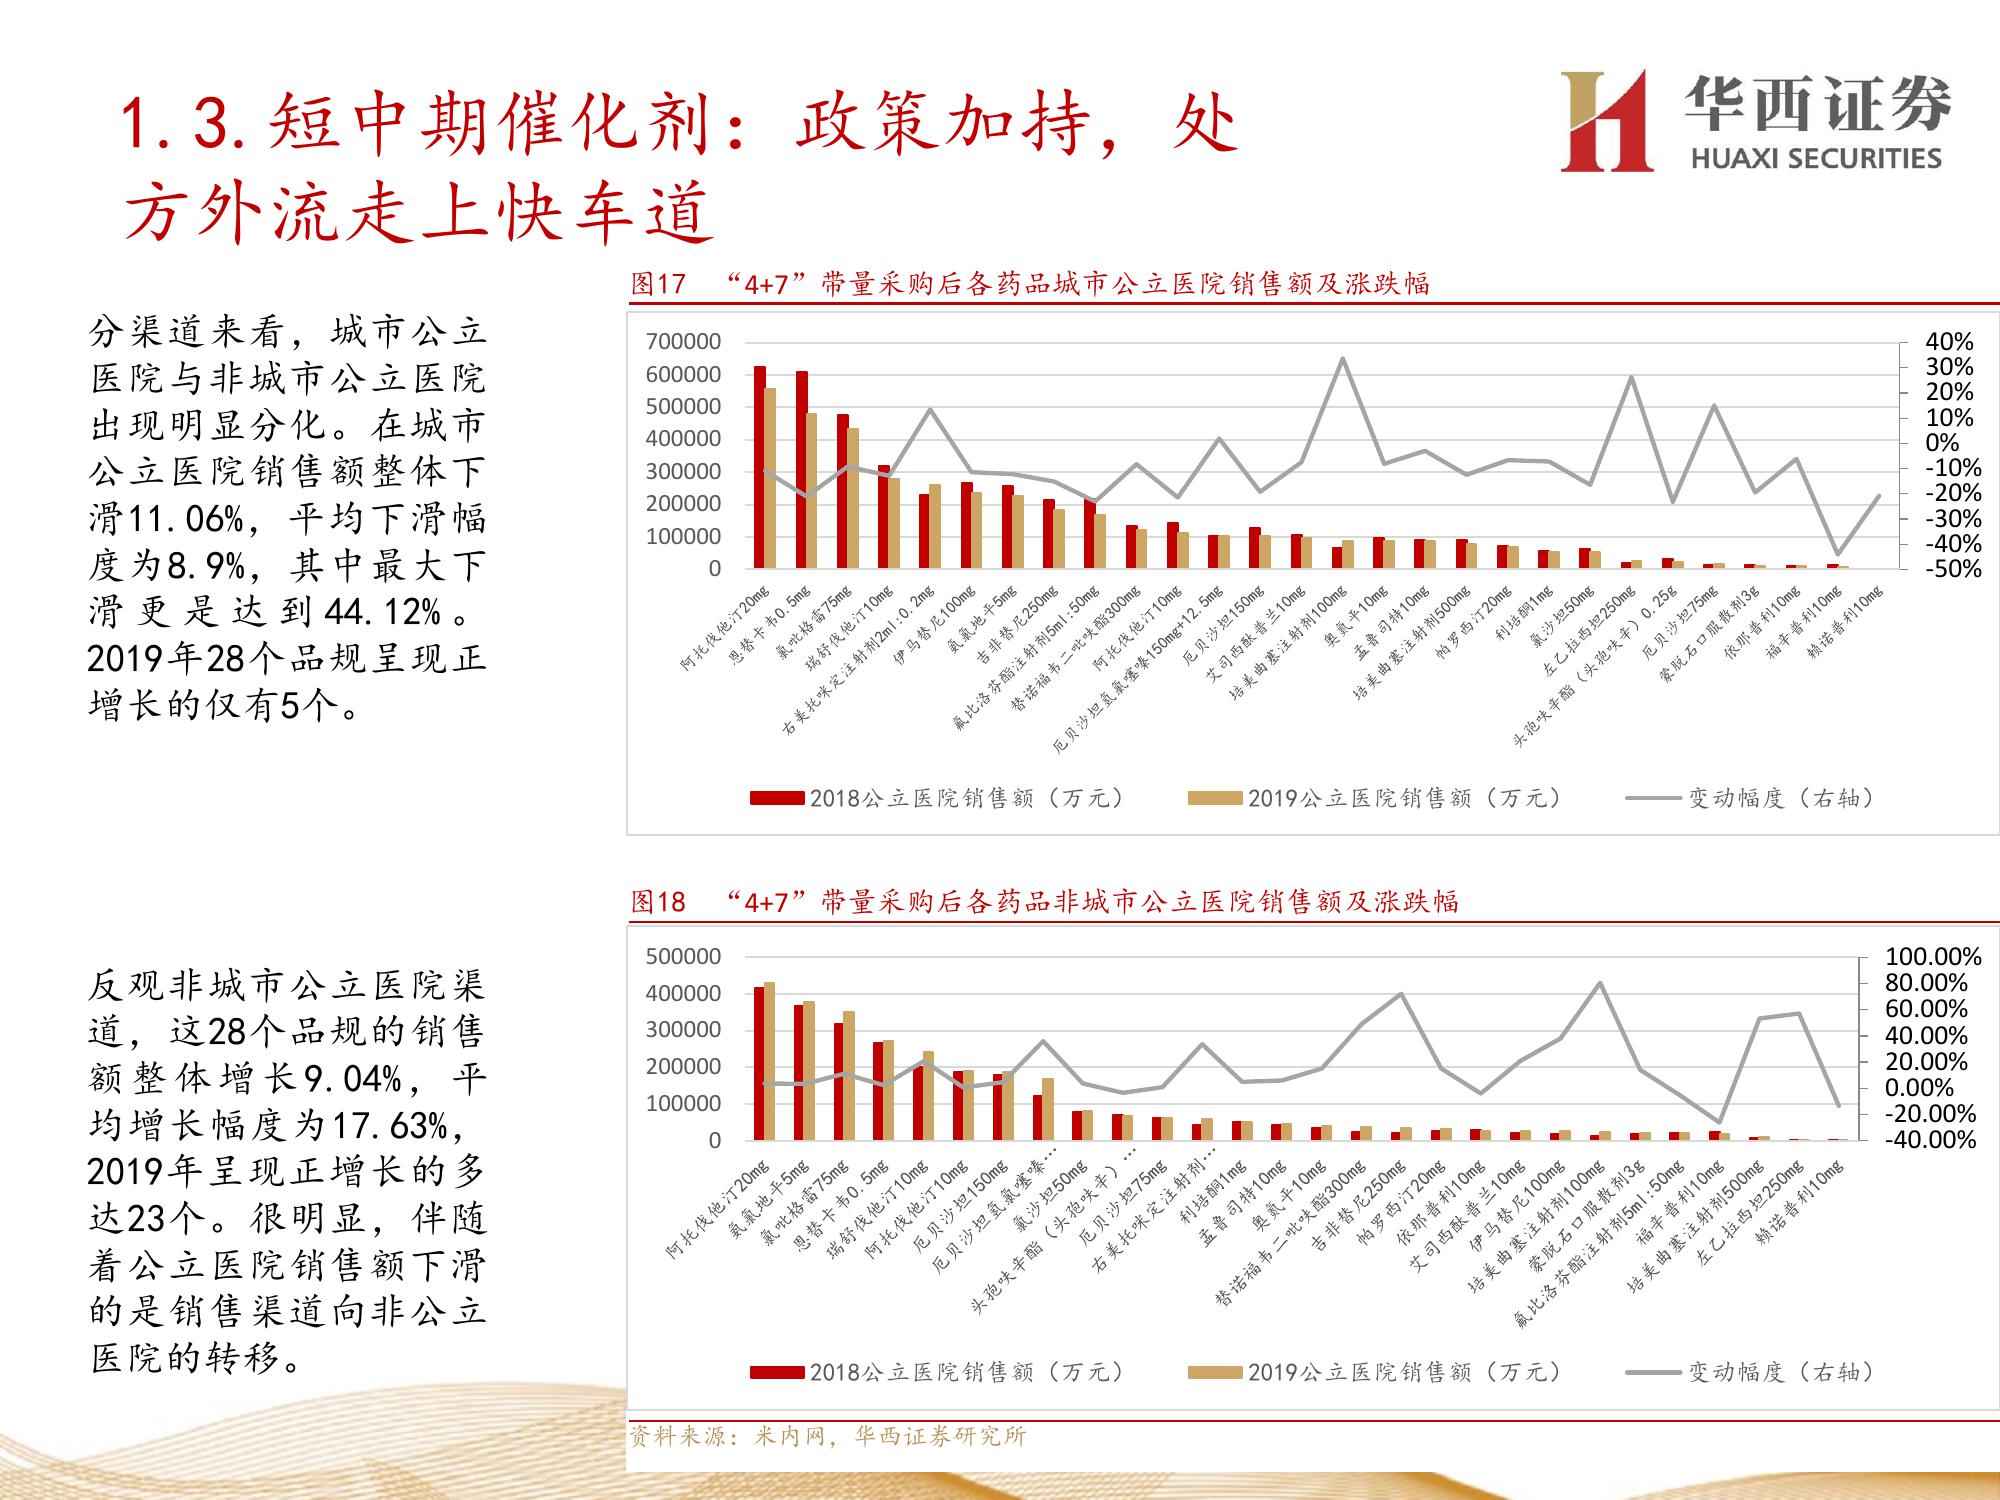 1.3.短中期催化剂：政策加持，处
方外流走上快车道
华西证券
HUAXI SECURITIES
分渠道来看，城市公立
医院与非城市公立医院
出现明显分化。在城市
公立医院销售额整体下
滑11.06%，平均下滑幅
度为8.9%，其中最大下
滑更是达到44.12%。
2019年28个品规呈现正
增长的仅有5个。
图17 “4+7”带量采购后各药品城市公立医院销售额及涨跌幅
700000
600000
500000
400000
300000
200000
100000
0
40%
30%
20%
10%
0%
-10%
-20%
-30%
-40%
-50%
阿托伐他汀20mg
恩替卡韦0.5mg
氯吡格雷75mg
瑞舒伐他汀10mg
右美托咪定注射剂2ml:0.2mg
伊马替尼100mg
氨氯地平5mg
吉非替尼250mg
氟比洛芬酯注射剂5ml:50mg
替诺福韦二吡呋酯300mg
阿托伐他汀10mg
厄贝沙坦氢氯噻嗪150mg+12.5mg
厄贝沙坦150mg
艾司西酞普兰10mg
培美曲塞注射剂100mg
奥氮平10mg
孟鲁司特10mg
培美曲塞注射剂500mg
帕罗西汀20mg
利培酮1mg
氯沙坦50mg
左乙拉西坦250mg
头孢呋辛酯（头孢呋辛）0.25g
厄贝沙坦75mg
蒙脱石口服散剂3g
依那普利10mg
福辛普利10mg
赖诺普利10mg
2018公立医院销售额（万元）
2019公立医院销售额（万元）
变动幅度（右轴）
反观非城市公立医院渠
道，这28个品规的销售
额整体增长9.04%，平
均增长幅度为17.63%，
2019年呈现正增长的多
达23个。很明显，伴随
着公立医院销售额下滑
的是销售渠道向非公立
医院的转移。
图18 “4+7”带量采购后各药品非城市公立医院销售额及涨跌幅
500000
400000
300000
200000
100000
0
100.00%
80.00%
60.00%
40.00%
20.00%
0.00%
-20.00%
-40.00%
阿托伐他汀20mg
氨氯地平5mg
氯吡格雷75mg
恩替卡韦0.5mg
瑞舒伐他汀10mg
阿托伐他汀10mg
厄贝沙坦150mg
厄贝沙坦氢氯噻嗪…
氯沙坦50mg
头孢呋辛酯（头孢呋辛）…
厄贝沙坦75mg
右美托咪定注射剂…
利培酮1mg
孟鲁司特10mg
奥氮平10mg
替诺福韦二吡呋酯300mg
吉非替尼250mg
帕罗西汀20mg
依那普利10mg
艾司西酞普兰10mg
伊马替尼100mg
培美曲塞注射剂100mg
蒙脱石口服散剂3g
氟比洛芬酯注射剂5ml:50mg
福辛普利10mg
培美曲塞注射剂500mg
左乙拉西坦250mg
赖诺普利10mg
2018公立医院销售额（万元）
2019公立医院销售额（万元）
变动幅度（右轴）
资料来源：米内网，华西证券研究所